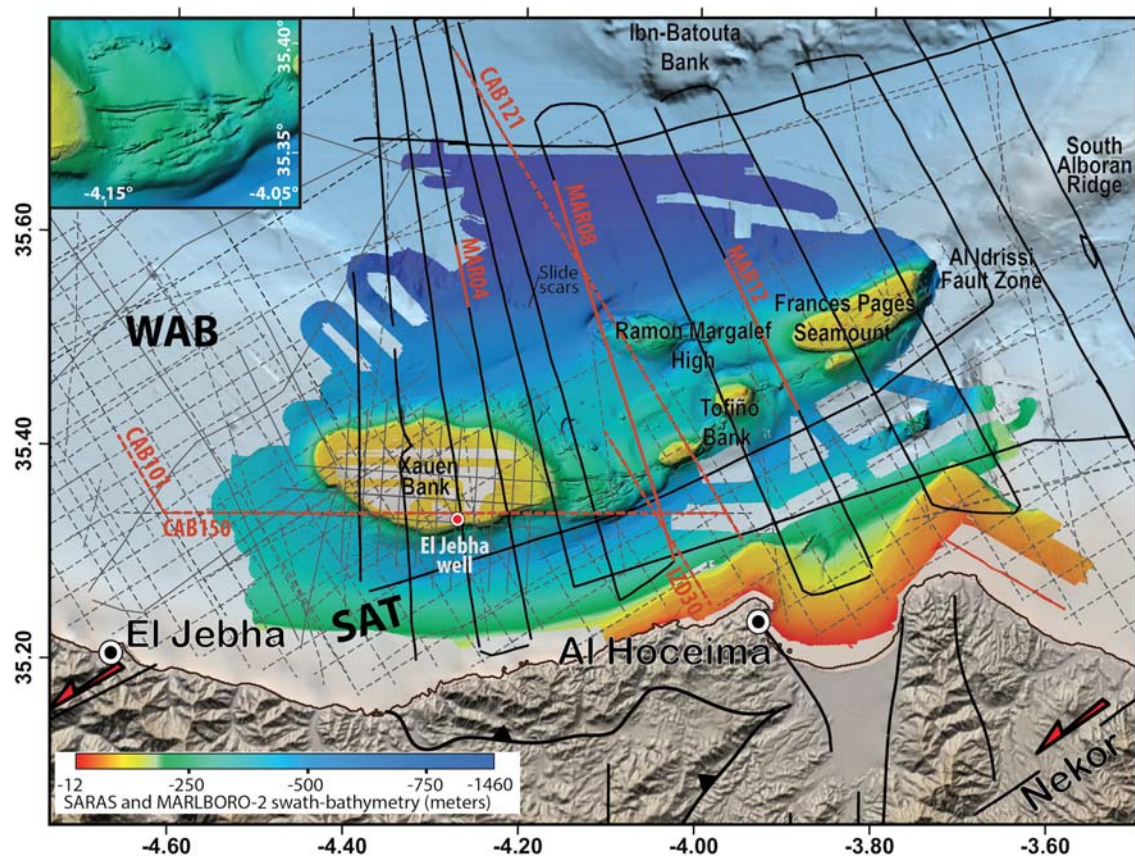 Ibn-Batouta
Bank
35.40
35.35
-4.15°
-4.05
CAB121
South
Alboran
Ridge
35.60
MAR08
MAR04
MAR12
Slide
scars
Al Idrissi
Fault Zone
WAB
Frances Pagés
Seamount
Ramon Margalef
High
Tofiño
Bank
35.40
CAB103
Xauen
Bank
CAB150
El Jebha
well
SAT
35.20
El Jebha
Al Hoceima
Nekor
-12
-250
-500
-750
-1460
SARAS and MARLBORO-2 swath-bathymetry (meters)
-4.60
-4.40
-4.20
-4.00
-3.80
-3.60